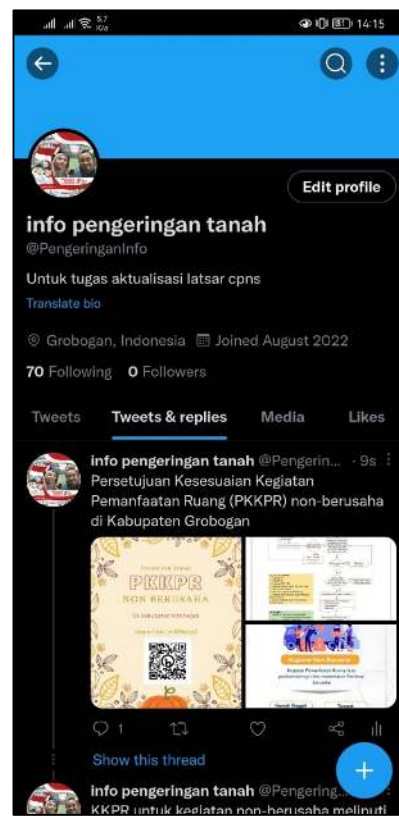 5.7
14:15
Edit profile
info pengeringan tanah
@PengeringanInfo
Untuk tugas aktualisasi latsar cpns
Translate bio
Grobogan, Indonesia Joined August 2022
70 Following 0 Followers
Tweets Tweets & replies Media Likes
info pengeringan tanah @Pengerin... · 9s
Persetujuan Kesesuaian Kegiatan
Pemanfaatan Ruang (PKKPR) non-berusaha
di Kabupaten Grobogan
PKKPR
NON BERUSAHA
1
Show this thread
info pengeringan tanah @Pengering...
KKPR untuk kegiatan non-berusaha meliputi